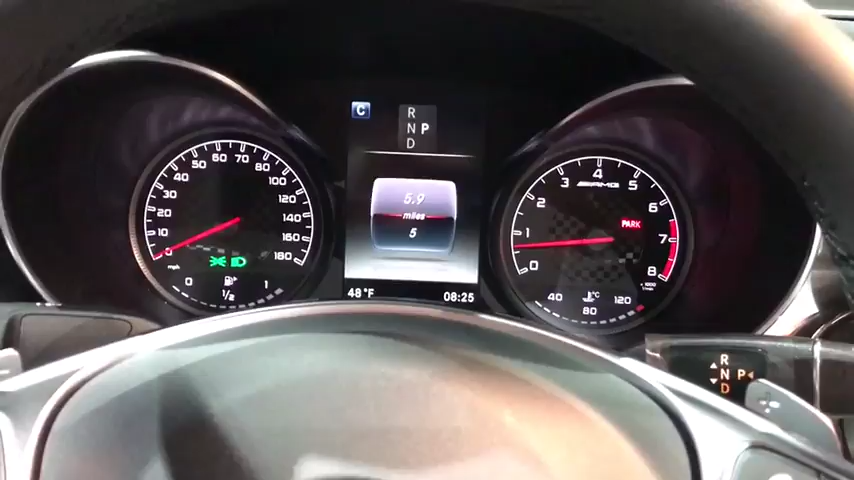 C
R
N P
D
5.9
miles
5
48°F 08:25
0
10
20
30
40
50
60
70
80
100
120
140
160
180
mph
0 1/2 1
0
1
2
3
4
5
6
7
8
AMG
PARK
x 1000
1/min
40 °C 120
80
R
N P
D